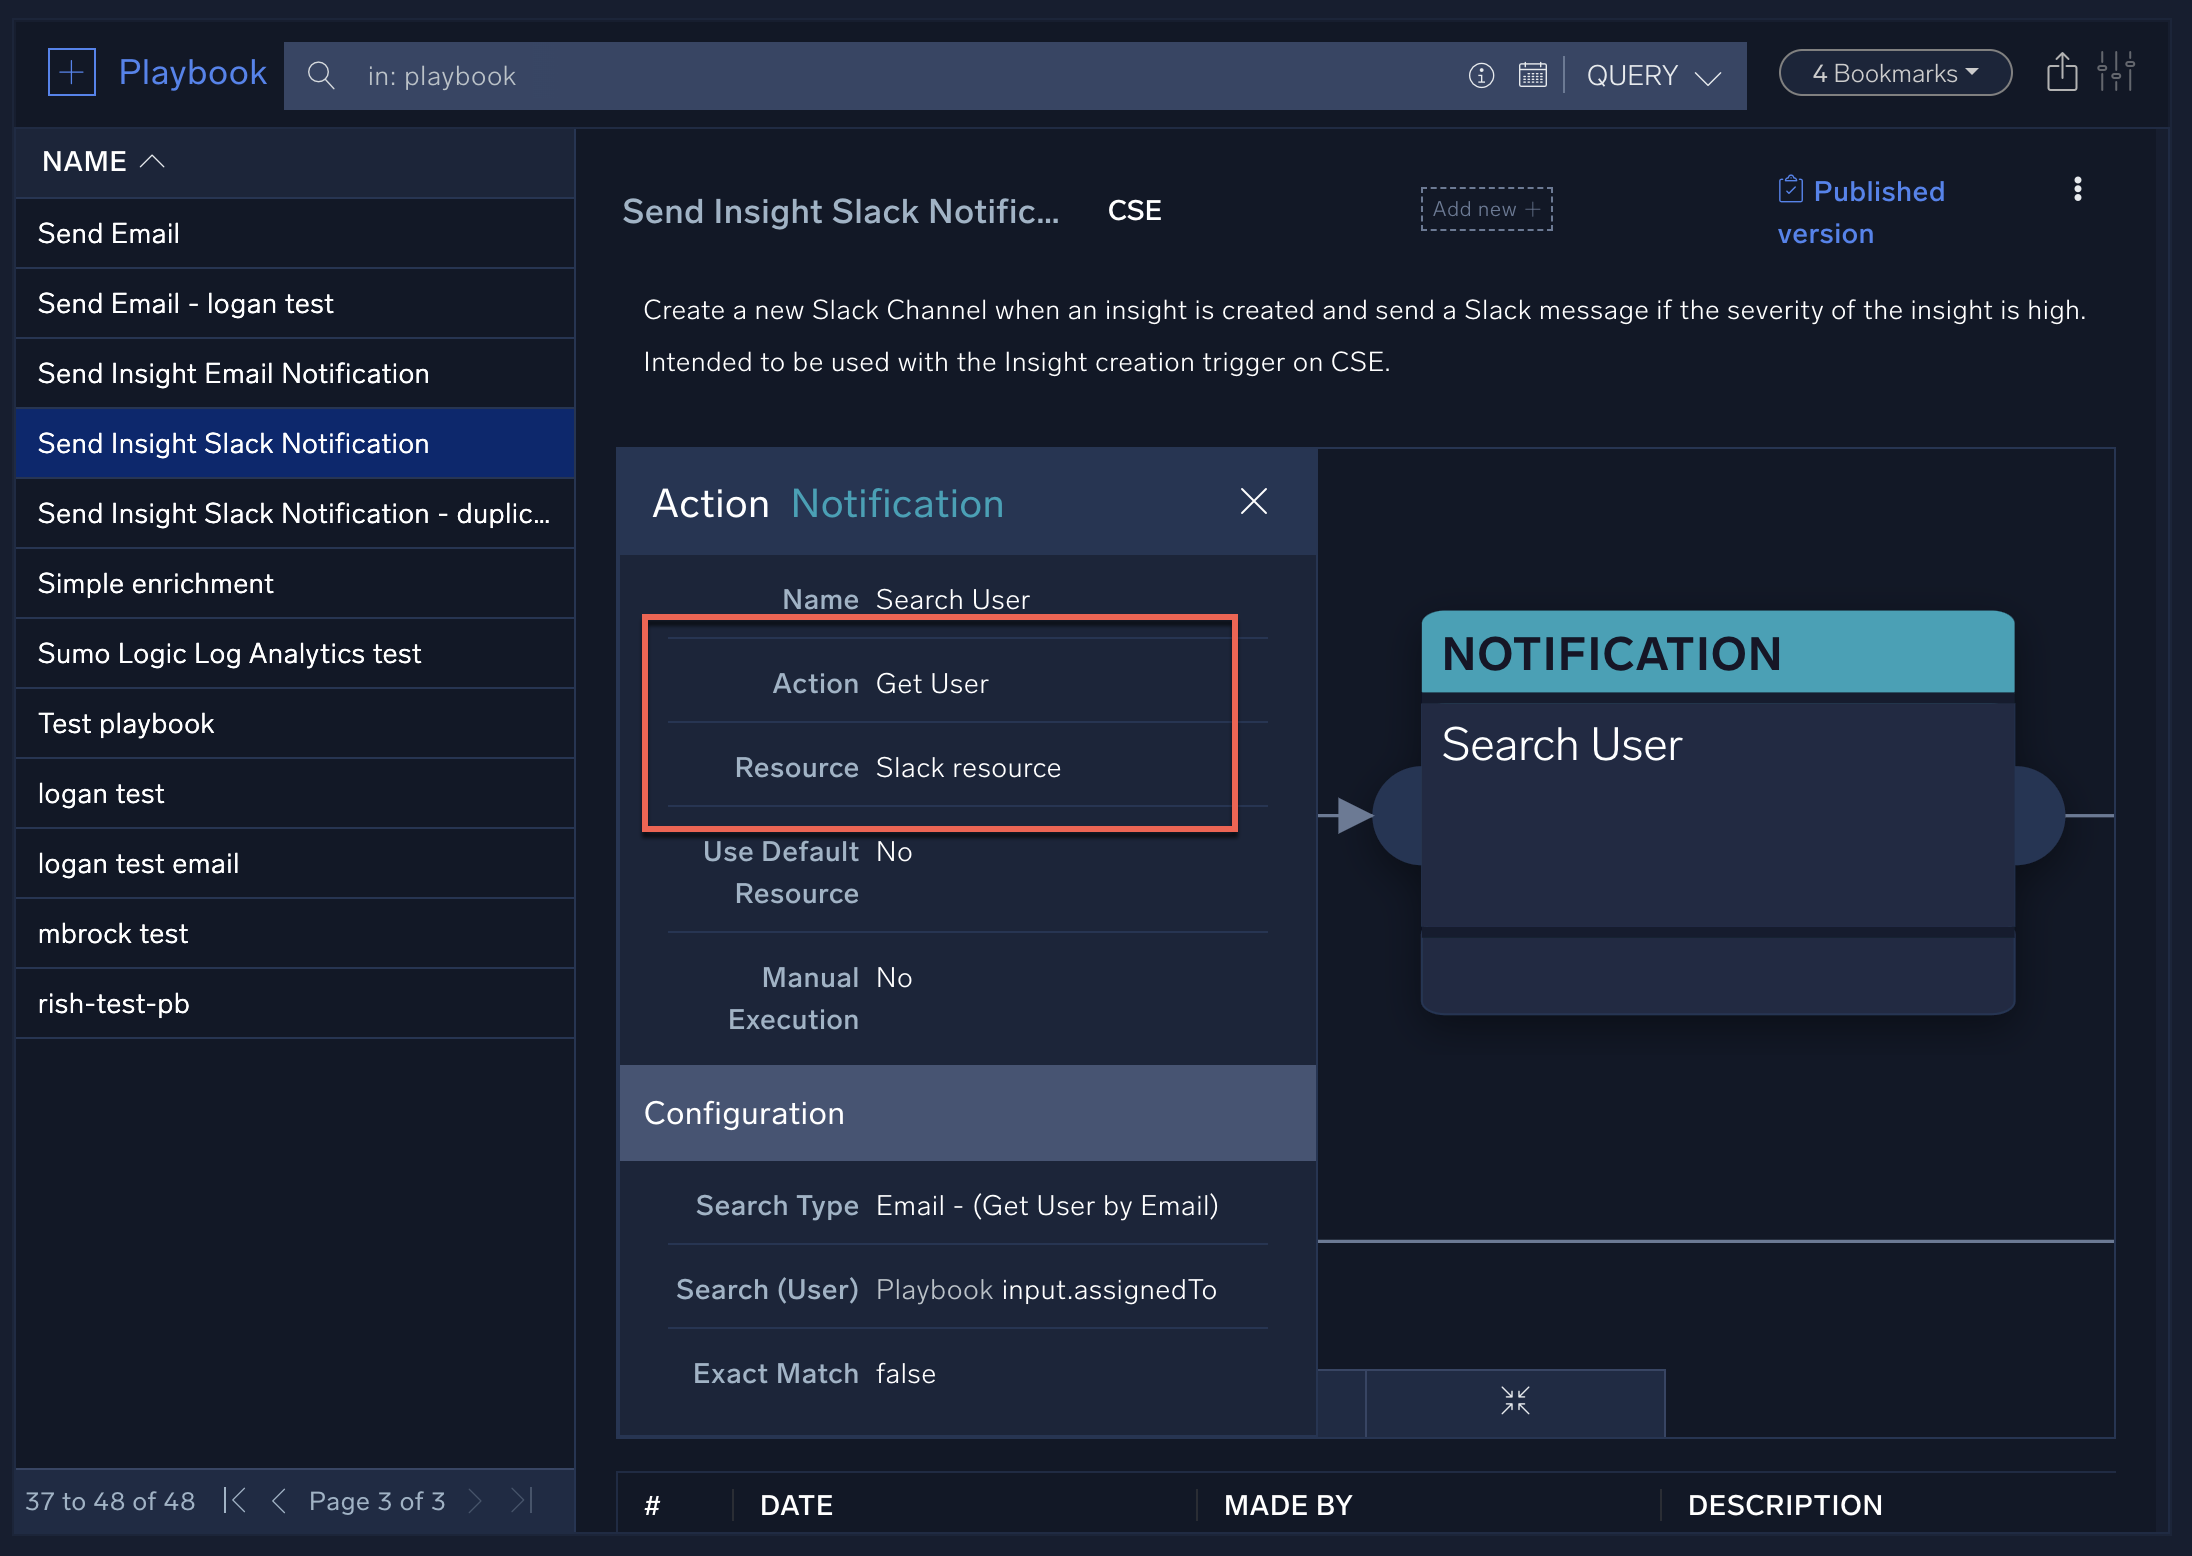 Playbook
in: playbook
QUERY
4 Bookmarks
NAME
Send Email
Send Email - logan test
Send Insight Email Notification
Send Insight Slack Notification
Send Insight Slack Notification - duplic...
Simple enrichment
Sumo Logic Log Analytics test
Test playbook
logan test
logan test email
mbrock test
rish-test-pb
37 to 48 of 48 Page 3 of 3
Send Insight Slack Notific... CSE
Add new +
Published
version
Create a new Slack Channel when an insight is created and send a Slack message if the severity of the insight is high.
Intended to be used with the Insight creation trigger on CSE.
Action Notification
Name Search User
Action Get User
Resource Slack resource
Use Default No
Resource
Manual No
Execution
Configuration
Search Type Email - (Get User by Email)
Search (User) Playbook input.assignedTo
Exact Match false
NOTIFICATION
Search User
# DATE MADE BY DESCRIPTION